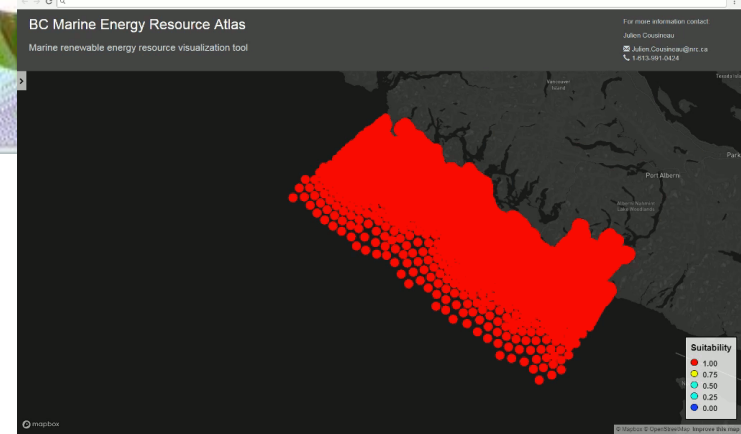 BC Marine Energy Resource Atlas
Marine renewable energy resource visualization tool
For more information contact:
Julien Cousineau
Julien.Cousineau@nrc.ca
1-613-991-0424
Vancouver
Island
Port Alberni
Suitability
1.00
0.75
0.50
0.25
0.00
mapbox
© Mapbox © OpenStreetMap Improve this map